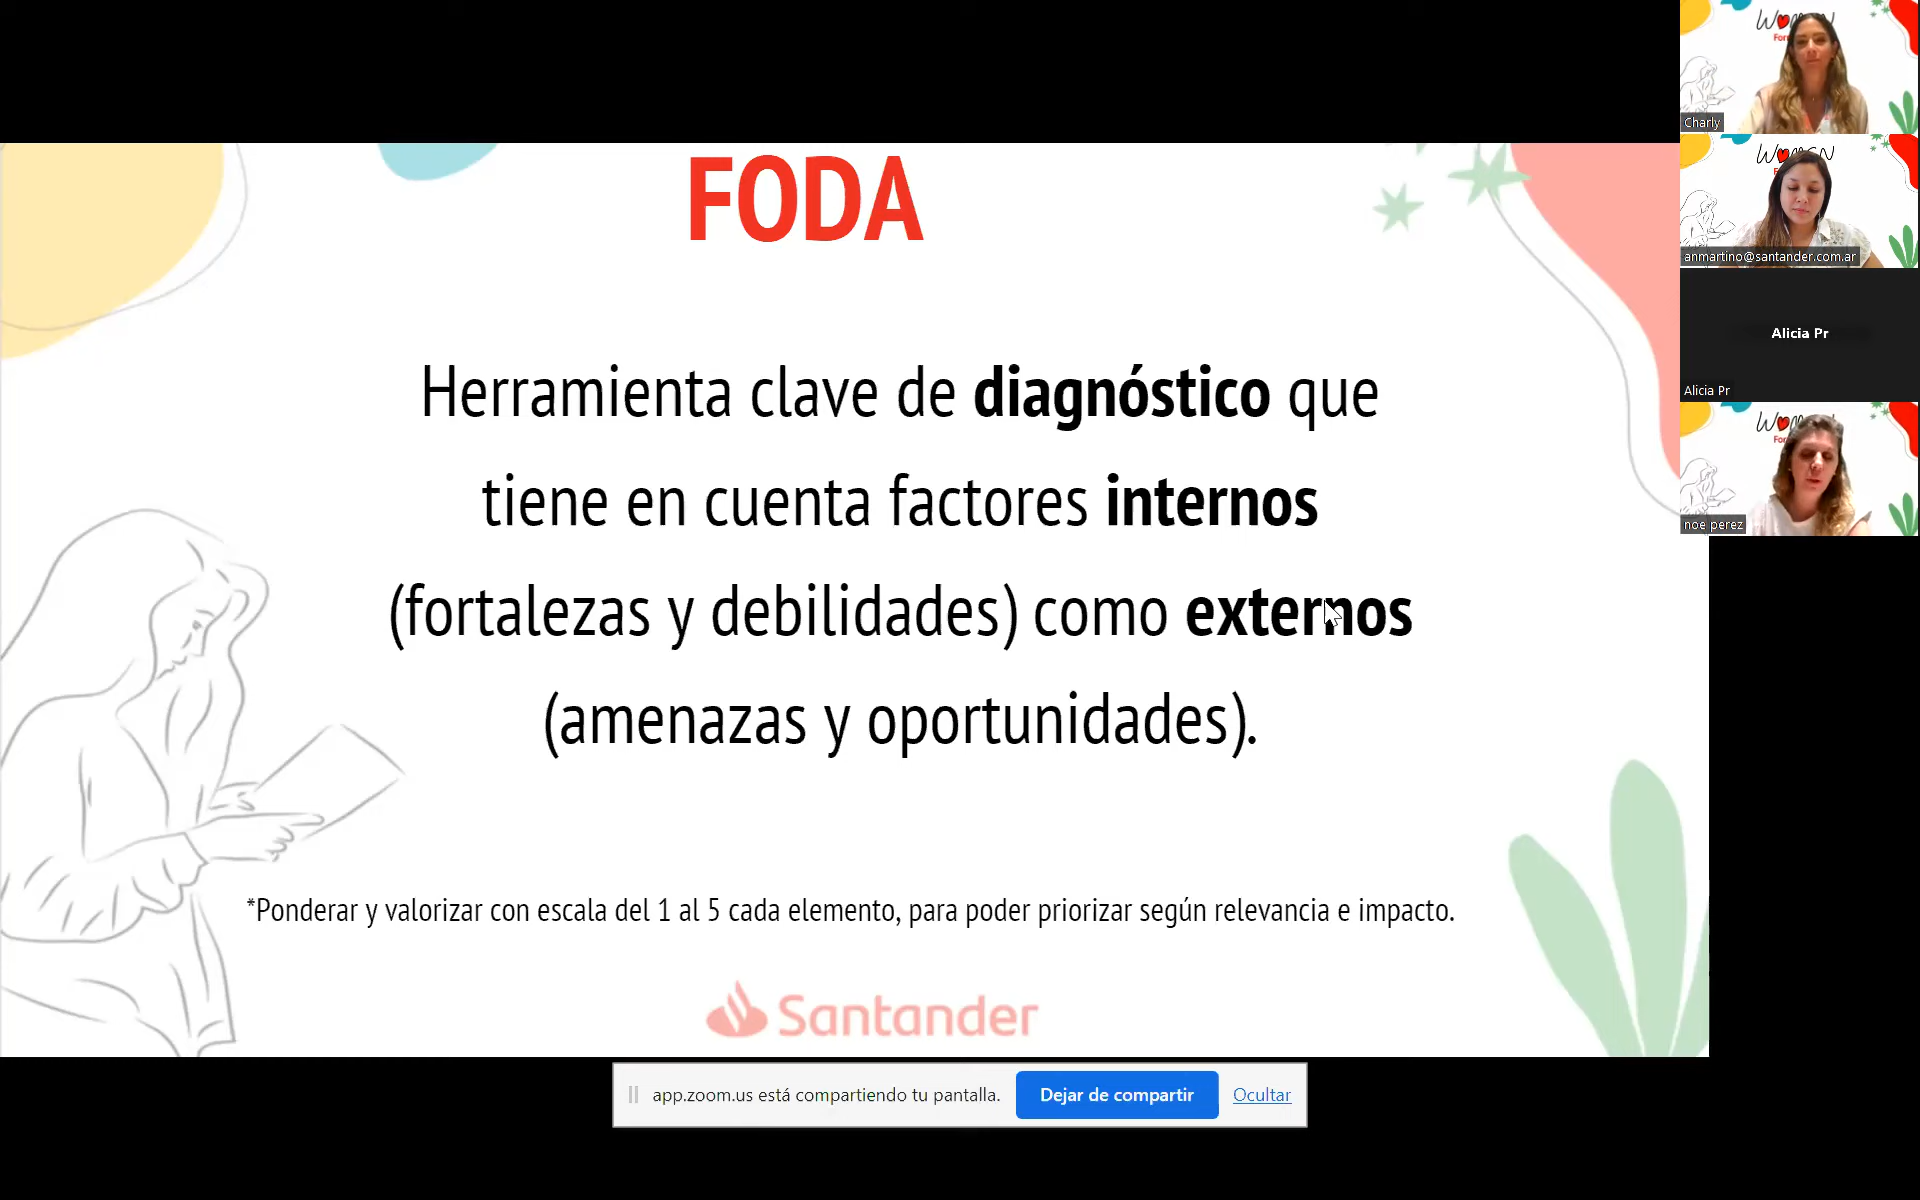 FODA
Herramienta clave de diagnóstico que
tiene en cuenta factores internos
(fortalezas y debilidades) como externos
(amenazas y oportunidades).
*Ponderar y valorizar con escala del 1 al 5 cada elemento, para poder priorizar según relevancia e impacto.
Santander
app.zoom.us está compartiendo tu pantalla.
Dejar de compartir
Ocultar
Charly
anmartino@santander.com.ar
Alicia Pr
Alicia Pr
noe perez